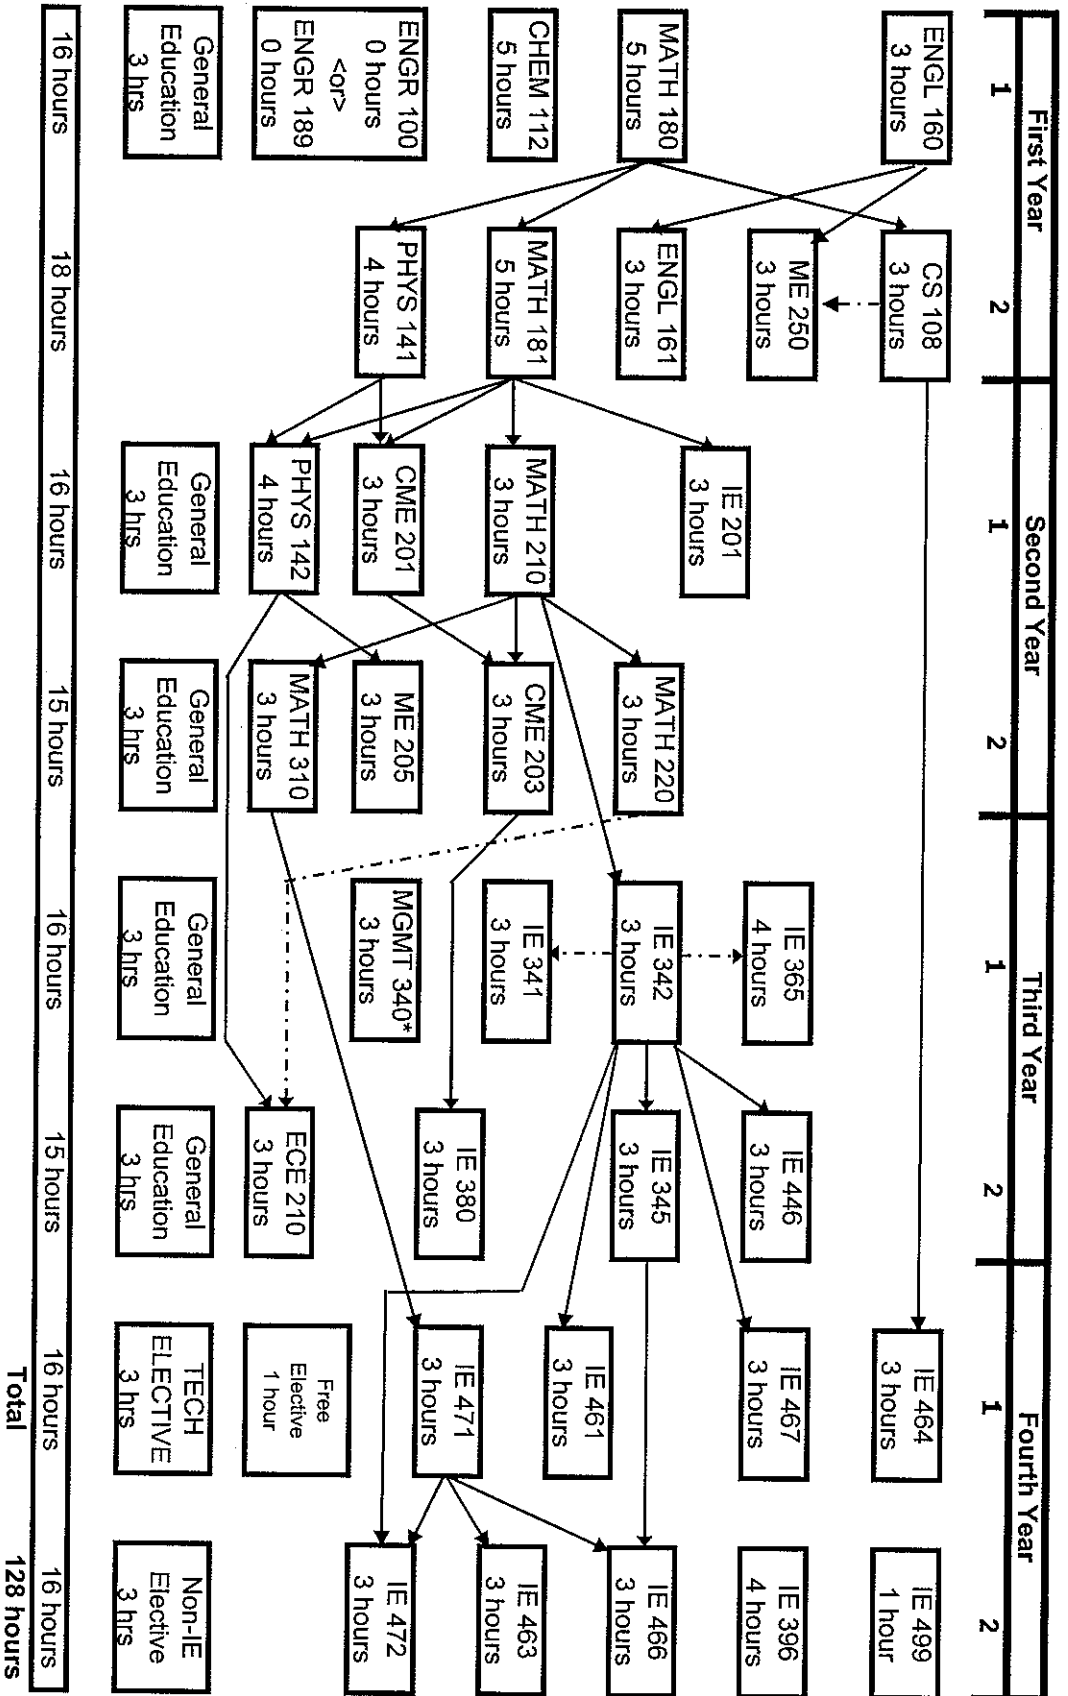 First Year
Second Year
Third Year
Fourth Year
1
2
1
2
1
2
1
2
ENGL 160
3 hours
MATH 180
5 hours
CHEM 112
5 hours
ENGR 100
0 hours
<or>
ENGR 189
0 hours
General
Education
3 hrs
CS 108
3 hours
ME 250
3 hours
ENGL 161
3 hours
MATH 181
5 hours
PHYS 141
4 hours
IE 201
3 hours
MATH 210
3 hours
CME 201
3 hours
PHYS 142
4 hours
General
Education
3 hrs
MATH 220
3 hours
CME 203
3 hours
ME 205
3 hours
MATH 310
3 hours
General
Education
3 hrs
IE 365
4 hours
IE 342
3 hours
IE 341
3 hours
MGMT 340*
3 hours
General
Education
3 hrs
IE 446
3 hours
IE 345
3 hours
IE 380
3 hours
ECE 210
3 hours
General
Education
3 hrs
IE 464
3 hours
IE 467
3 hours
IE 461
3 hours
IE 471
3 hours
Free
Elective
1 hour
TECH
ELECTIVE
3 hrs
IE 499
1 hour
IE 396
4 hours
IE 466
3 hours
IE 463
3 hours
IE 472
3 hours
Non-IE
Elective
3 hrs
16 hours
18 hours
16 hours
15 hours
16 hours
15 hours
16 hours
16 hours
Total
128 hours